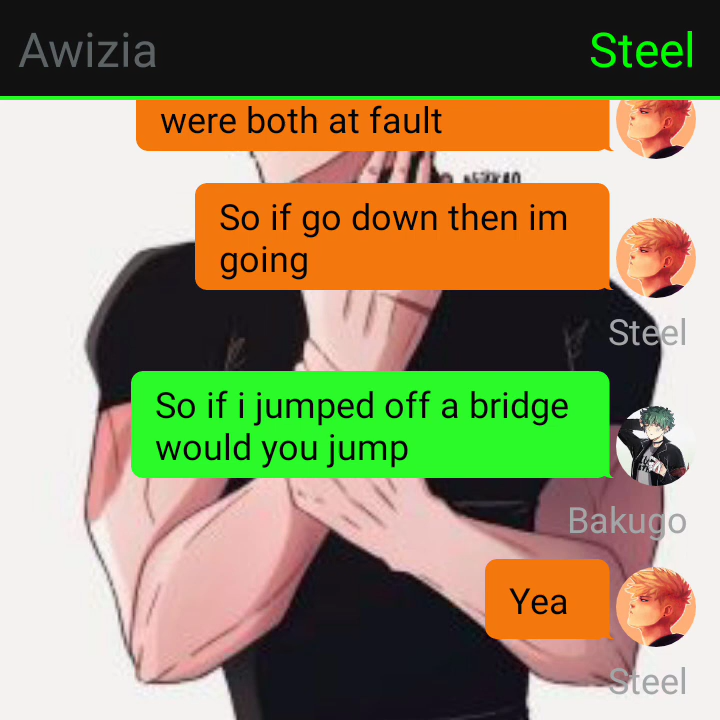 Awizia
Steel
were both at fault
So if go down then im
going
Steel
So if i jumped off a bridge
would you jump
Bakugo
Yea
Steel